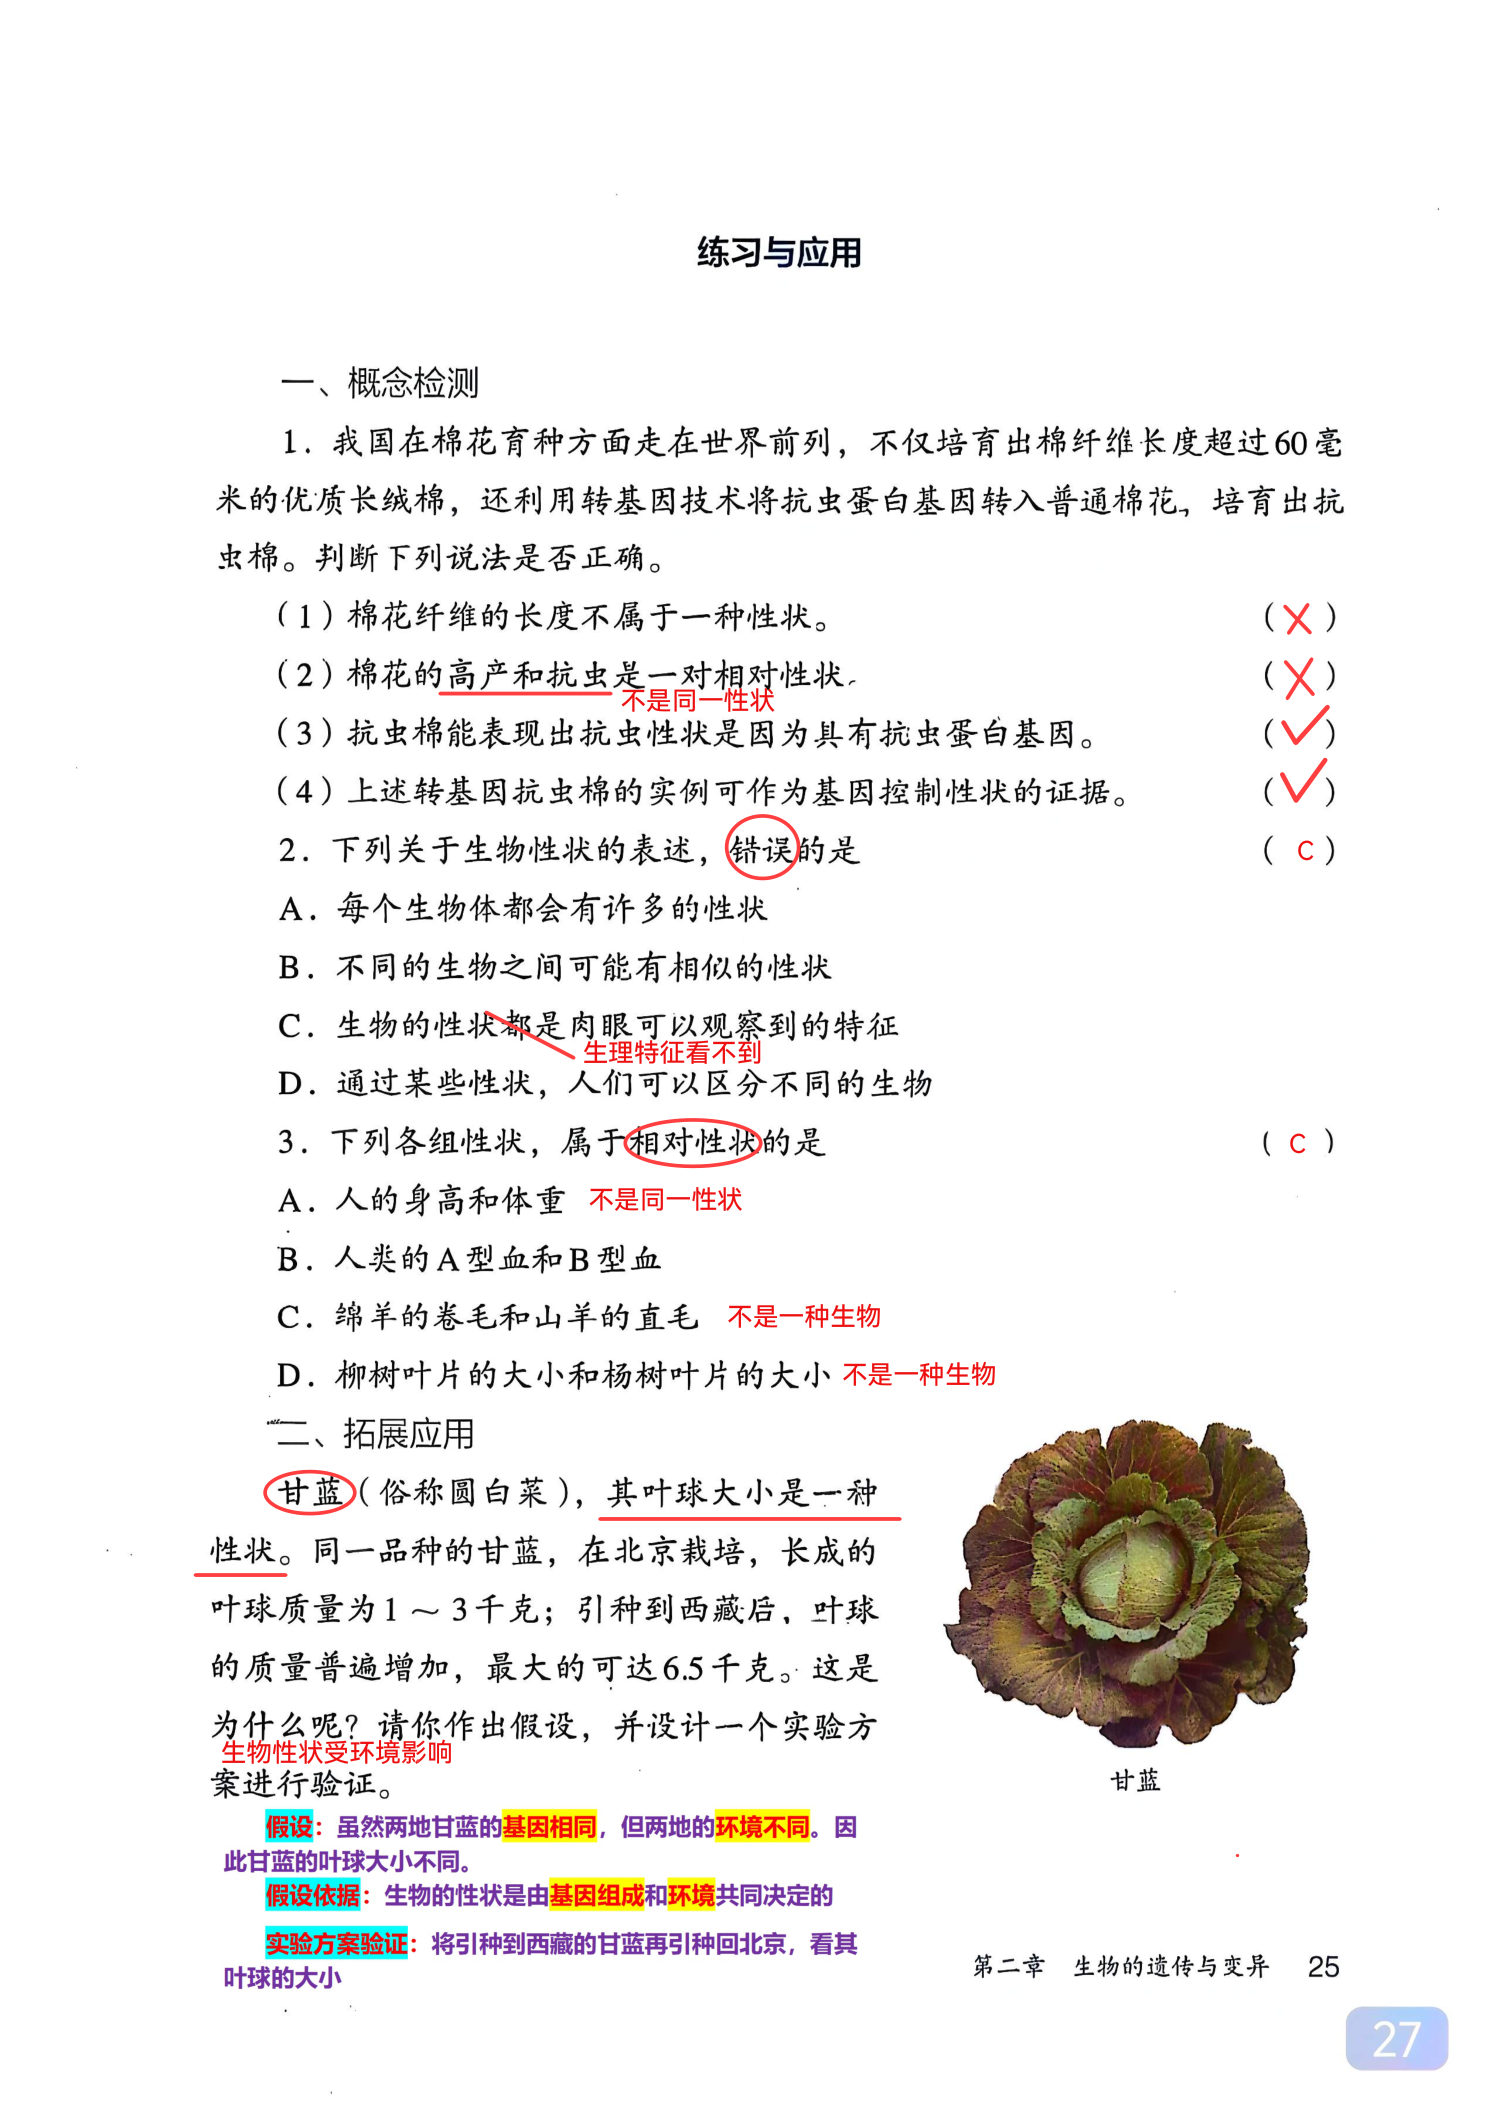 练习与应用
一、概念检测
1. 我国在棉花育种方面走在世界前列，不仅培育出棉纤维长度超过60毫
米的优质长绒棉，还利用转基因技术将抗虫蛋白基因转入普通棉花，培育出抗
虫棉。判断下列说法是否正确。
（1）棉花纤维的长度不属于一种性状。 （×）
（2）棉花的高产和抗虫是一对相对性状 （×）
不是同一性状
（3）抗虫棉能表现出抗虫性状是因为具有抗虫蛋白基因。 （✓）
（4）上述转基因抗虫棉的实例可作为基因控制性状的证据。 （✓）
2. 下列关于生物性状的表述，错误的是 （ C ）
A. 每个生物体都会有许多的性状
B. 不同的生物之间可能有相似的性状
C. 生物的性状都是肉眼可以观察到的特征
生理特征看不到
D. 通过某些性状，人们可以区分不同的生物
3. 下列各组性状，属于相对性状的是 （ C ）
A. 人的身高和体重 不是同一性状
B. 人类的A型血和B型血
C. 绵羊的卷毛和山羊的直毛 不是一种生物
D. 柳树叶片的大小和杨树叶片的大小 不是一种生物
二、拓展应用
甘蓝（俗称圆白菜），其叶球大小是一种
性状。同一品种的甘蓝，在北京栽培，长成的
叶球质量为1～3千克；引种到西藏后，叶球
的质量普遍增加，最大的可达6.5千克。这是
为什么呢？请你作出假设，并设计一个实验方
生物性状受环境影响
案进行验证。
甘蓝
假设：虽然两地甘蓝的基因相同，但两地的环境不同。因
此甘蓝的叶球大小不同。
假设依据：生物的性状是由基因组成和环境共同决定的
实验方案验证：将引种到西藏的甘蓝再引种回北京，看其
叶球的大小
第二章 生物的遗传与变异 25
27